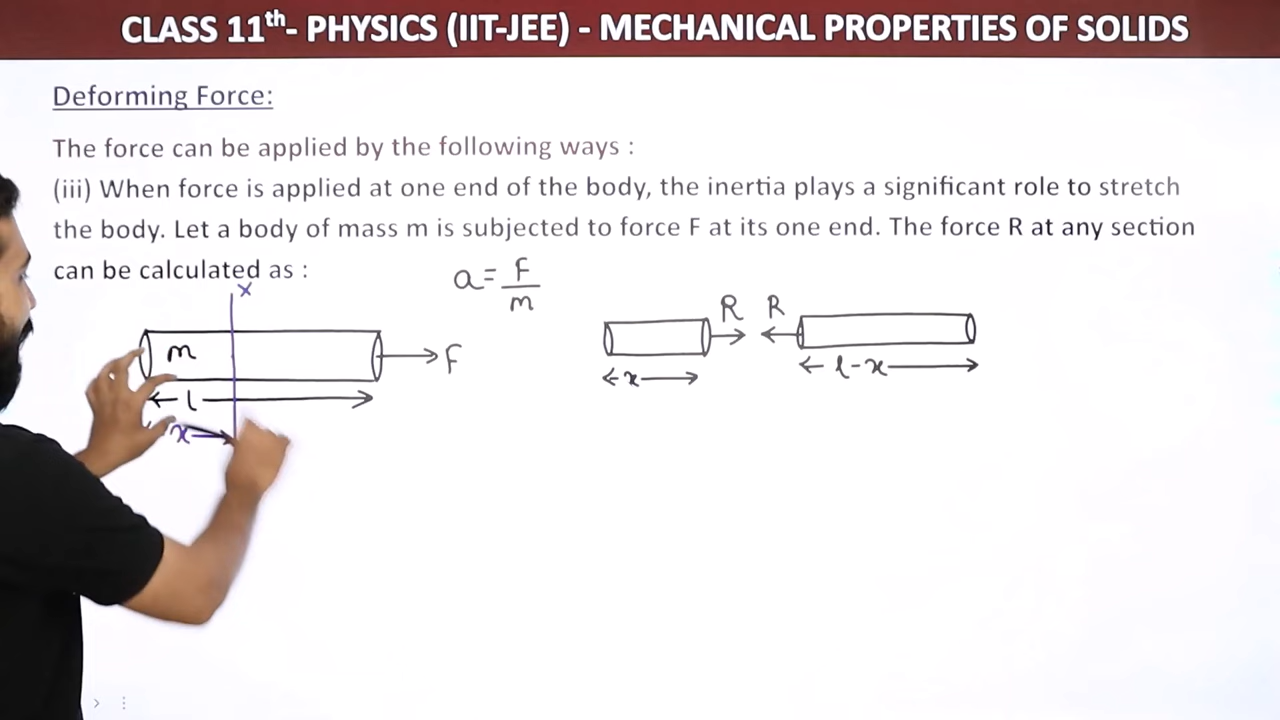 CLASS 11th- PHYSICS (IIT-JEE) - MECHANICAL PROPERTIES OF SOLIDS
Deforming Force:
The force can be applied by the following ways :
(iii) When force is applied at one end of the body, the inertia plays a significant role to stretch
the body. Let a body of mass m is subjected to force F at its one end. The force R at any section
can be calculated as :
a = F/m
x
m
F
l
x
R R
x
l-x